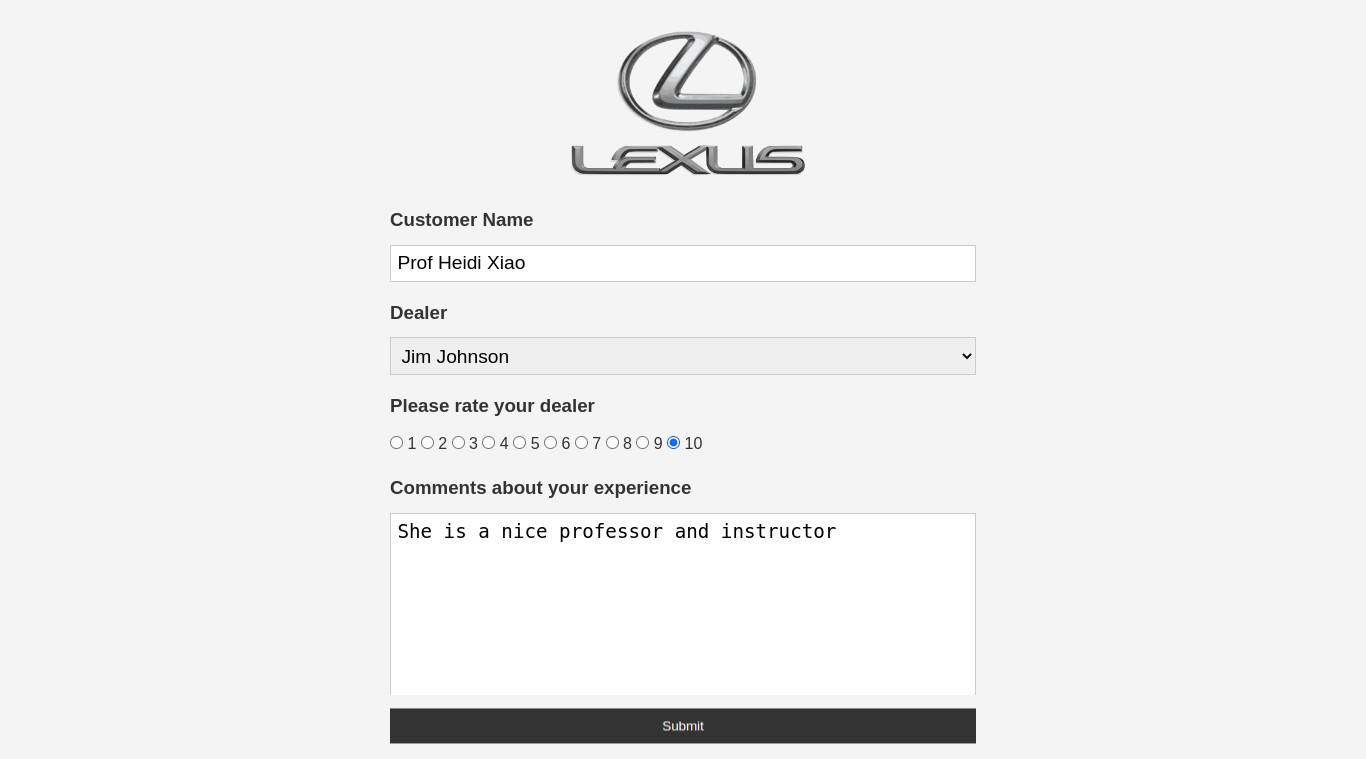 LEXUS
Customer Name
Prof Heidi Xiao
Dealer
Jim Johnson
Please rate your dealer
1 2 3 4 5 6 7 8 9 10
Comments about your experience
She is a nice professor and instructor
Submit